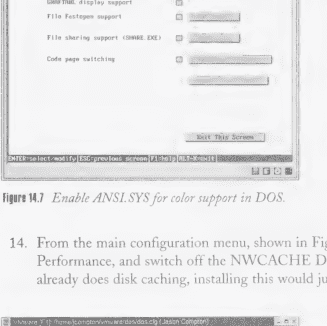 GRAFTABL display support
File Fastopen support
File sharing support (SHARE.EXE)
Code page switching
Exit This Screen
ENTER-select/modify ESC-previous screen F1-help ALT-X-exit
Figure 14.7 Enable ANSI.SYS for color support in DOS.
14. From the main configuration menu, shown in Fig
Performance, and switch off the NWCACHE D
already does disk caching, installing this would ju